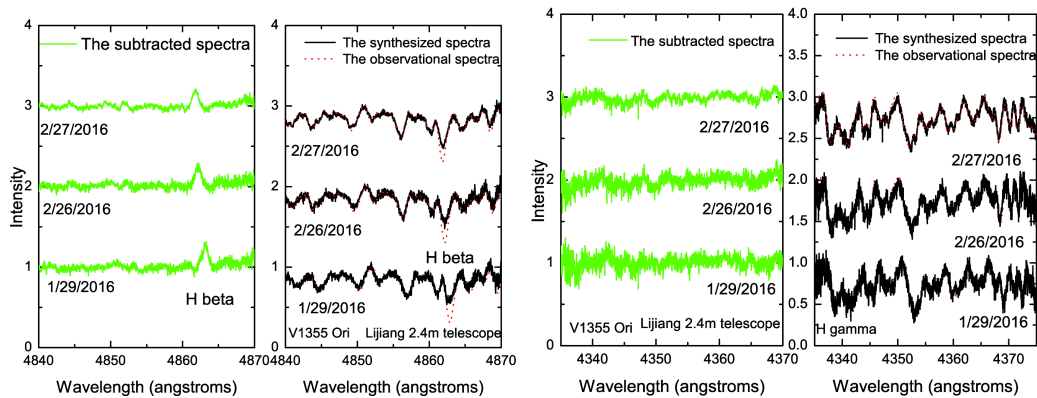 4
3
2
1
0
Intensity
The subtracted spectra
2/27/2016
2/26/2016
1/29/2016
H beta
4840 4850 4860 4870
Wavelength (angstroms)
4
3
2
1
0
The synthesized spectra
The observational spectra
2/27/2016
2/26/2016
H beta
1/29/2016
V1355 Ori Lijiang 2.4m telescope
4840 4850 4860 4870
Wavelength (angstroms)
4
3
2
1
0
Intensity
The subtracted spectra
2/27/2016
2/26/2016
1/29/2016
V1355 Ori Lijiang 2.4m telescope
4340 4350 4360 4370
Wavelength (angstroms)
4.0
3.5
3.0
2.5
2.0
1.5
1.0
0.5
0.0
The synthesized spectra
The observational spectra
2/27/2016
2/26/2016
1/29/2016
H gamma
4340 4350 4360 4370
Wavelength (angstroms)